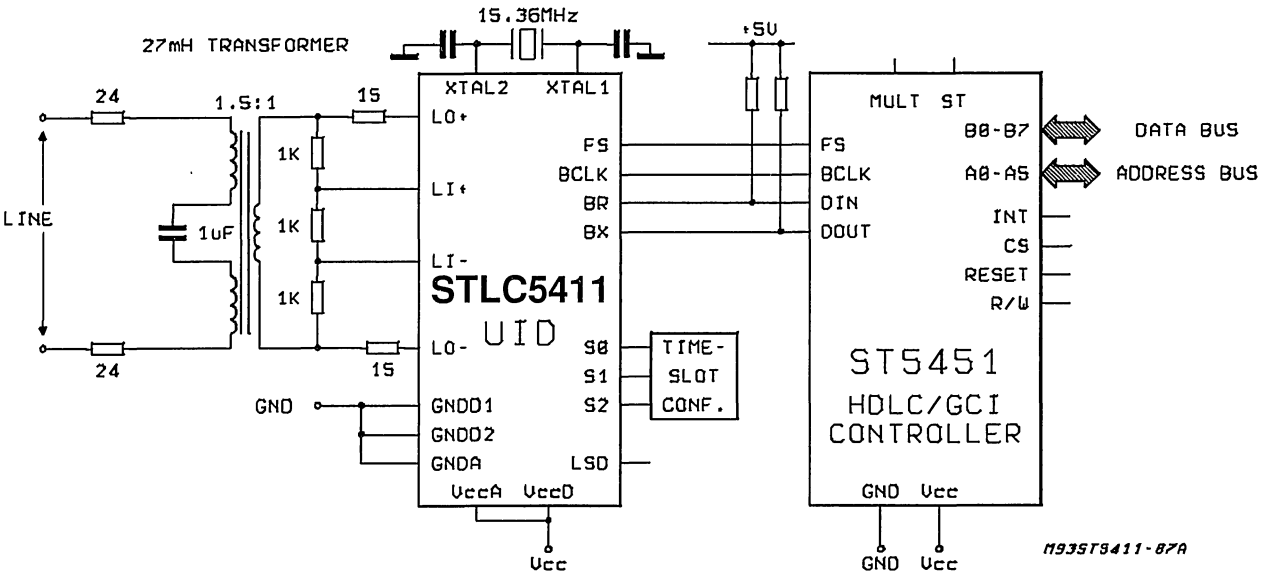 15.36MHz
+5V
27mH TRANSFORMER
XTAL2 XTAL1
MULT ST
24
1.5:1
15
LO+
B0-B7
DATA BUS
FS
FS
1K
BCLK
BCLK
A0-A5
ADDRESS BUS
LI+
BR
DIN
INT
LINE
1uF
1K
BX
DOUT
CS
LI-
RESET
STLC5411
1K
R/W
UID
LO-
S0
TIME-
24
15
S1
SLOT
ST5451
GND
GNDD1
S2
CONF.
HDLC/GCI
GNDD2
CONTROLLER
GNDA
LSD
VccA VccD
GND Vcc
Vcc
GND Vcc
M93ST5411-87A